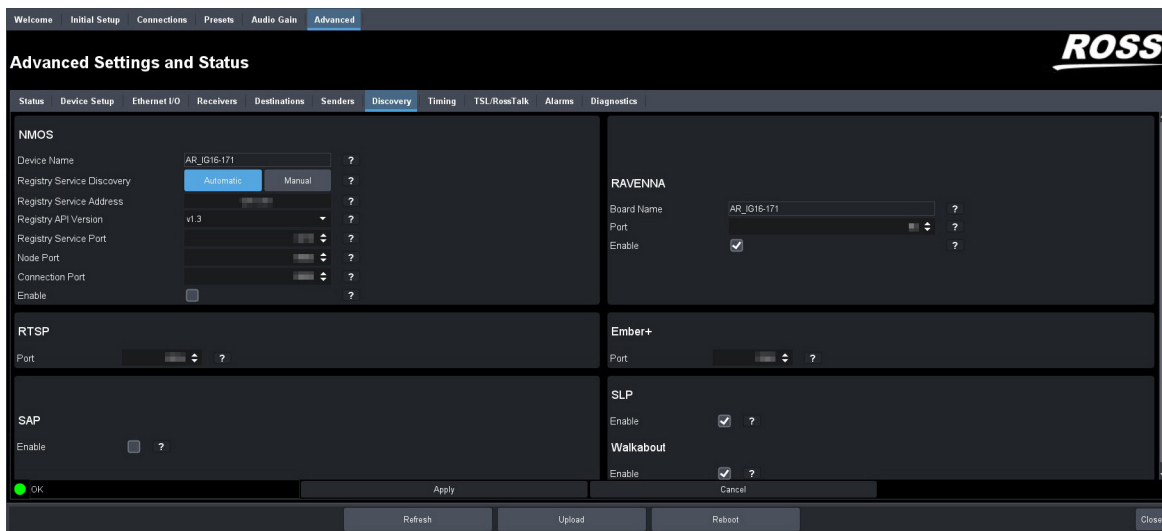 Welcome Initial Setup Connections Presets Audio Gain Advanced
ROSS
Advanced Settings and Status
Status Device Setup Ethernet I/O Receivers Destinations Senders Discovery Timing TSL/RossTalk Alarms Diagnostics
NMOS
Device Name AR_IG16-171 ?
Registry Service Discovery Automatic Manual ?
Registry Service Address ?
Registry API Version v1.3 ?
Registry Service Port ?
Node Port ?
Connection Port ?
Enable ?
RAVENNA
Board Name AR_IG16-171 ?
Port ?
Enable ?
RTSP
Port ?
Ember+
Port ?
SAP
Enable ?
SLP
Enable ?
Walkabout
Enable ?
OK Apply Cancel
Refresh Upload Reboot Close